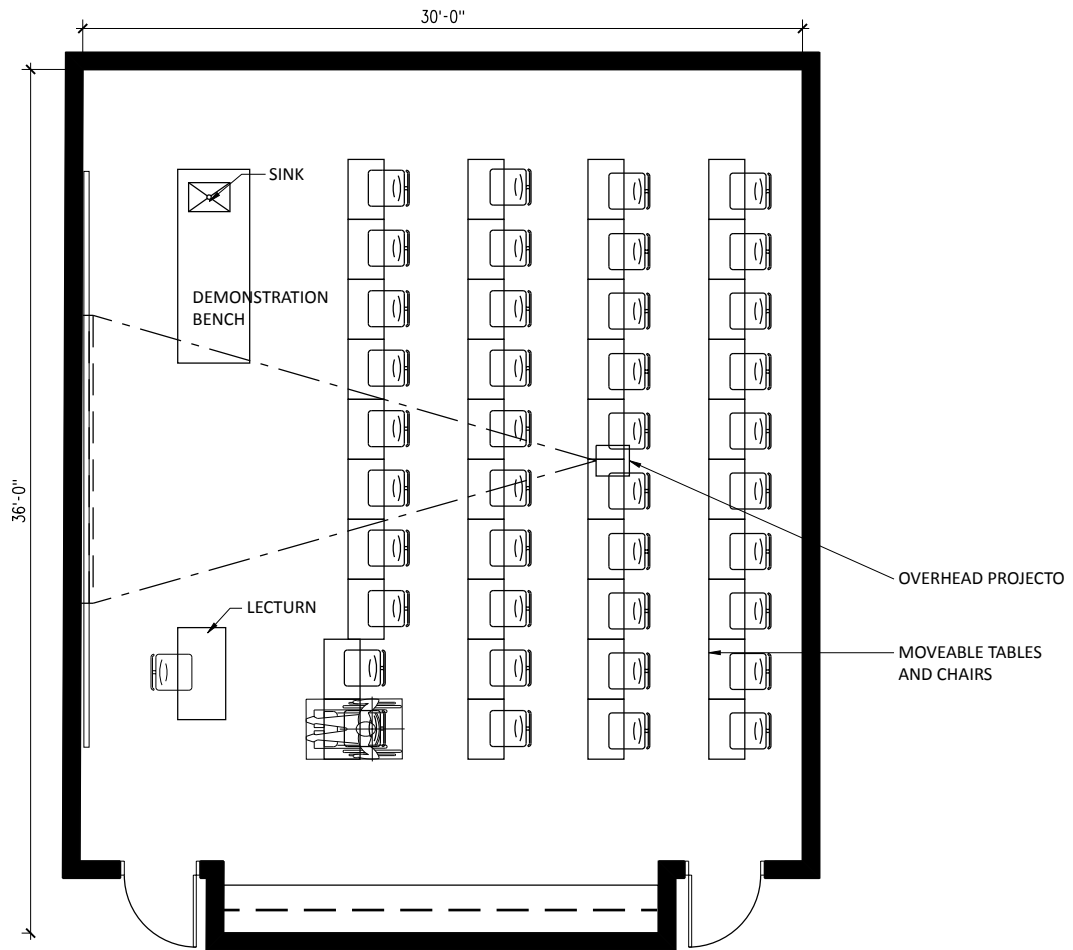 30'-0"
SINK
DEMONSTRATION
BENCH
36'-0"
OVERHEAD PROJECTO
LECTURN
MOVEABLE TABLES
AND CHAIRS